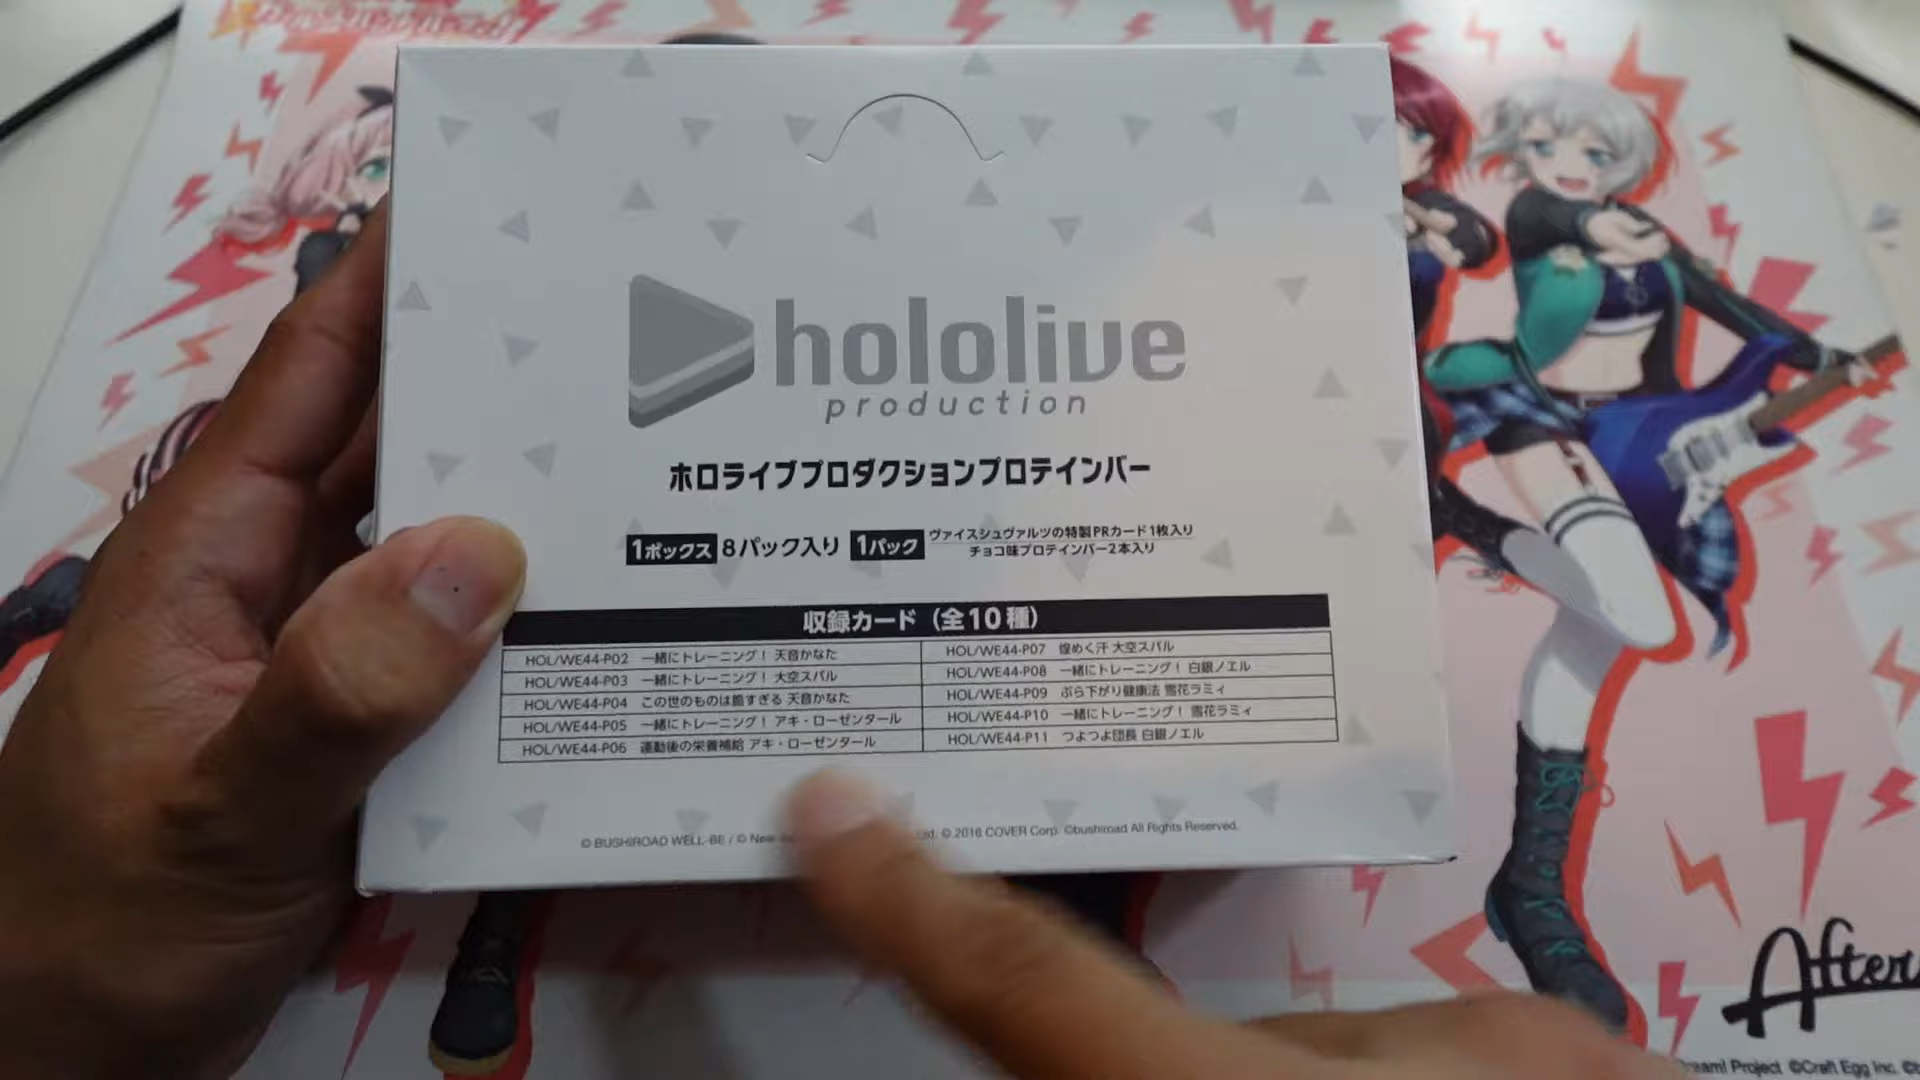 hololive
production
ホロライブプロダクションプロテインバー
1ボックス 8パック入り 1パック ヴァイスシュヴァルツの特製PRカード1枚入り
チョコ味プロテインバー2本入り
収録カード（全10種）
HOL/WE44-P02 一緒にトレーニング！ 天音かなた
HOL/WE44-P03 一緒にトレーニング！ 大空スバル
HOL/WE44-P04 この世のものは脆すぎる 天音かなた
HOL/WE44-P05 一緒にトレーニング！ アキ・ローゼンタール
HOL/WE44-P06 運動後の栄養補給 アキ・ローゼンタール
HOL/WE44-P07 煌めく汗 大空スバル
HOL/WE44-P08 一緒にトレーニング！ 白銀ノエル
HOL/WE44-P09 ぶら下がり健康法 雪花ラミィ
HOL/WE44-P10 一緒にトレーニング！ 雪花ラミィ
HOL/WE44-P11 つよつよ団長 白銀ノエル
© BUSHIROAD WELL-BE / © New Ltd. © 2016 COVER Corp. ©bushiroad All Rights Reserved.
After
Project ©Craft Egg Inc.